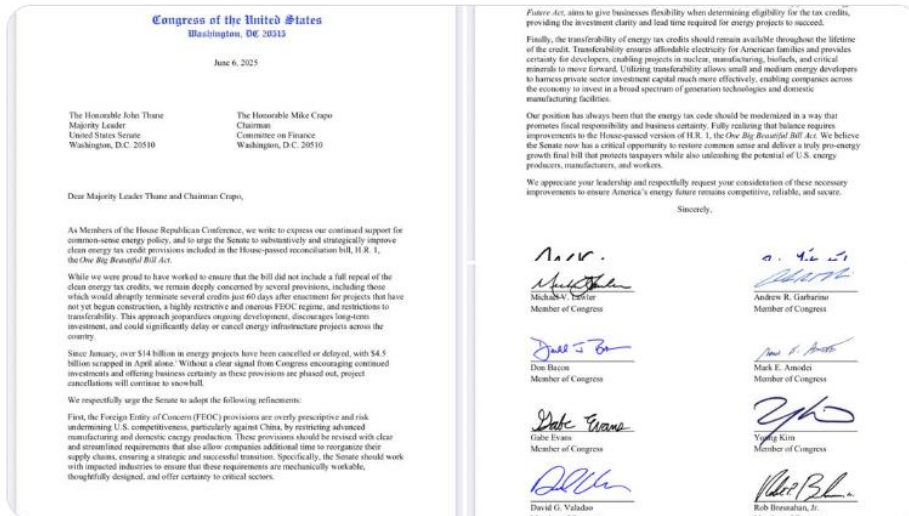 Congress of the United States
Washington, DC 20515
June 6, 2025
The Honorable John Thune
Majority Leader
United States Senate
Washington, D.C. 20510
The Honorable Mike Crapo
Chairman
Committee on Finance
Washington, D.C. 20510
Dear Majority Leader Thune and Chairman Crapo,
As Members of the House Republican Conference, we write to express our continued support for
common-sense energy policy, and to urge the Senate to substantively and strategically improve
clean energy tax credit provisions included in the House-passed reconciliation bill, H.R. 1,
the One Big Beautiful Bill Act.
While we were proud to have worked to ensure that the bill did not include a full repeal of the
clean energy tax credits, we remain deeply concerned by several provisions, including those
which would abruptly terminate several credits just 60 days after enactment for projects that have
not yet begun construction, a highly restrictive and onerous FEOC regime, and restrictions to
transferability. This approach jeopardizes ongoing development, discourages long-term
investment, and could significantly delay or cancel energy infrastructure projects across the
country.
Since January, over $14 billion in energy projects have been cancelled or delayed, with $4.5
billion scrapped in April alone.¹ Without a clear signal from Congress encouraging continued
investments and offering business certainty as these provisions are phased out, project
cancellations will continue to snowball.
We respectfully urge the Senate to adopt the following refinements:
First, the Foreign Entity of Concern (FEOC) provisions are overly prescriptive and risk
undermining U.S. competitiveness, particularly against China, by restricting advanced
manufacturing and domestic energy production. These provisions should be revised with clear
and streamlined requirements that also allow companies additional time to reorganize their
supply chains, ensuring a strategic and successful transition. Specifically, the Senate should work
with impacted industries to ensure that these requirements are mechanically workable,
thoughtfully designed, and offer certainty to critical sectors.
Future Act, aims to give businesses flexibility when determining eligibility for the tax credits,
providing the investment clarity and lead time required for energy projects to succeed.
Finally, the transferability of energy tax credits should remain available throughout the lifetime
of the credit. Transferability ensures affordable electricity for American families and provides
certainty for developers, enabling projects in nuclear, manufacturing, biofuels, and critical
minerals to move forward. Utilizing transferability allows small and medium energy developers
to harness private sector investment capital much more effectively, enabling companies across
the economy to invest in a broad spectrum of generation technologies and domestic
manufacturing facilities.
Our position has always been that the energy tax code should be modernized in a way that
promotes fiscal responsibility and business certainty. Fully realizing that balance requires
improvements to the House-passed version of H.R. 1, the One Big Beautiful Bill Act. We believe
the Senate now has a critical opportunity to restore common sense and deliver a truly pro-energy
growth final bill that protects taxpayers while also unleashing the potential of U.S. energy
producers, manufacturers, and workers.
We appreciate your leadership and respectfully request your consideration of these necessary
improvements to ensure America's energy future remains competitive, reliable, and secure.
Sincerely,
Michael V. Lawler
Member of Congress
Andrew R. Garbarino
Member of Congress
Don Bacon
Member of Congress
Mark E. Amodei
Member of Congress
Gabe Evans
Gabe Evans
Member of Congress
Young Kim
Member of Congress
David G. Valadao
Rob Bresnahan, Jr.